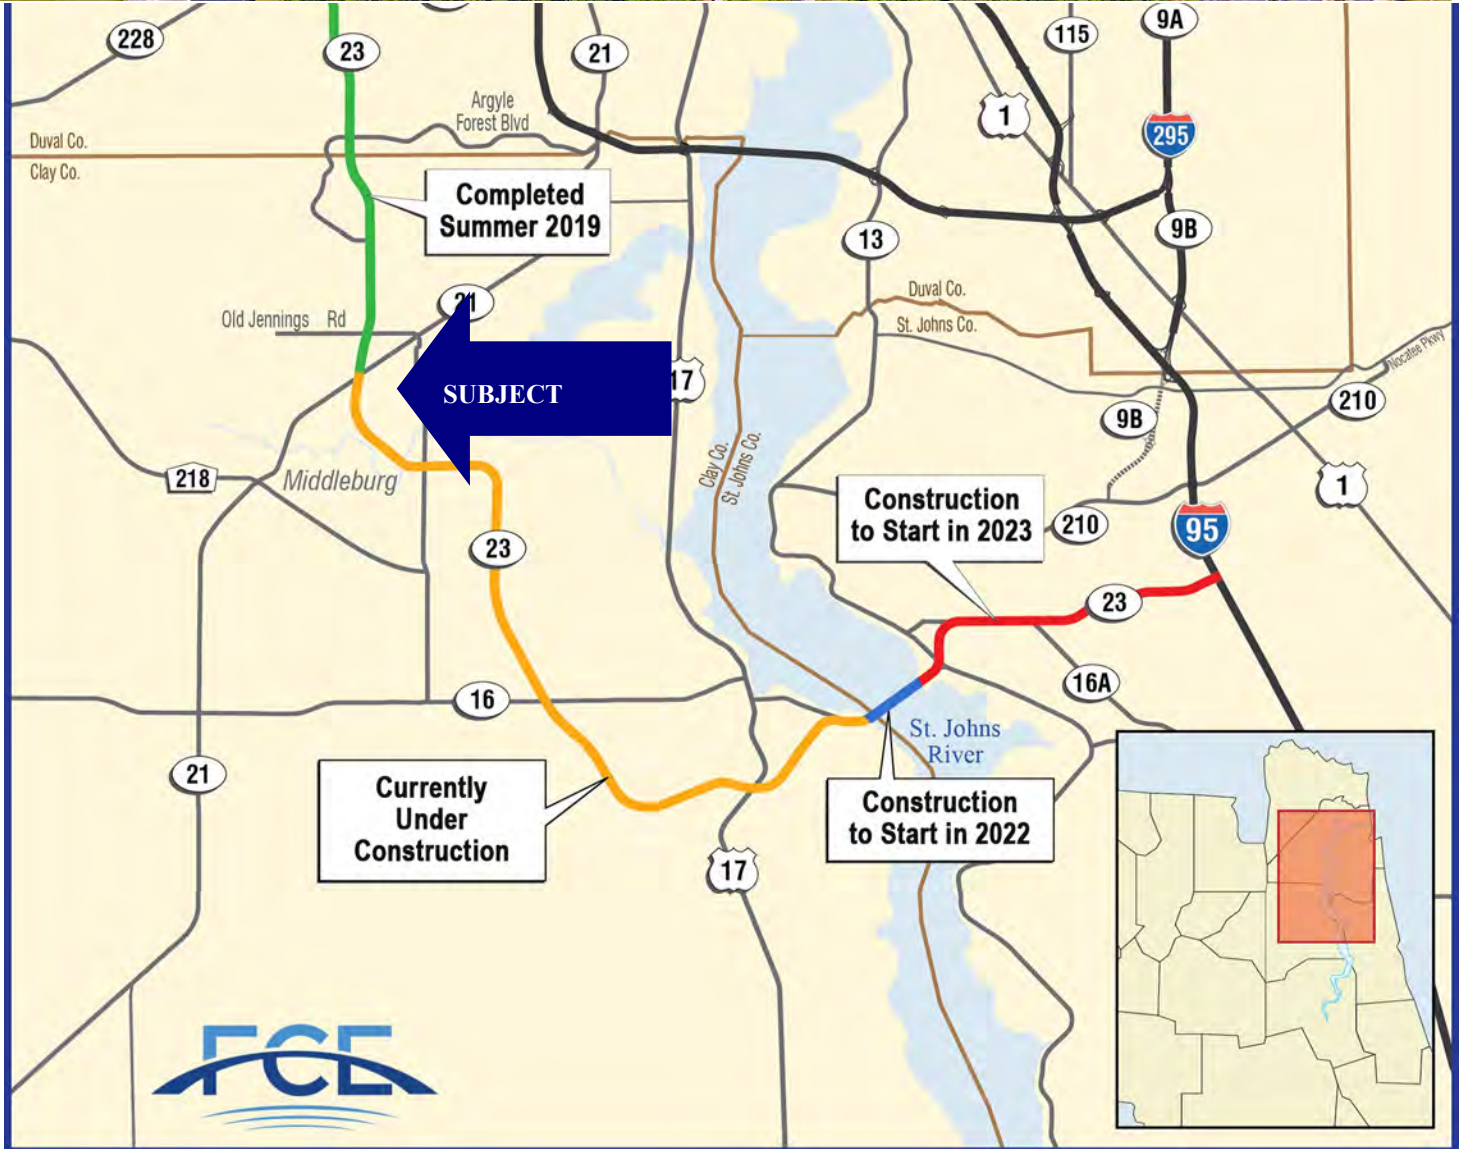 228
23
21
115
9A
1
295
Argyle
Forest Blvd
Duval Co.
Clay Co.
Completed
Summer 2019
13
9B
21
Old Jennings Rd
Duval Co.
St. Johns Co.
Nocatee Pkwy
SUBJECT
17
210
9B
Clay Co.
St. Johns Co.
218
Middleburg
Construction
to Start in 2023
210
1
95
23
23
16
16A
St. Johns
River
21
Currently
Under
Construction
Construction
to Start in 2022
17
FCE